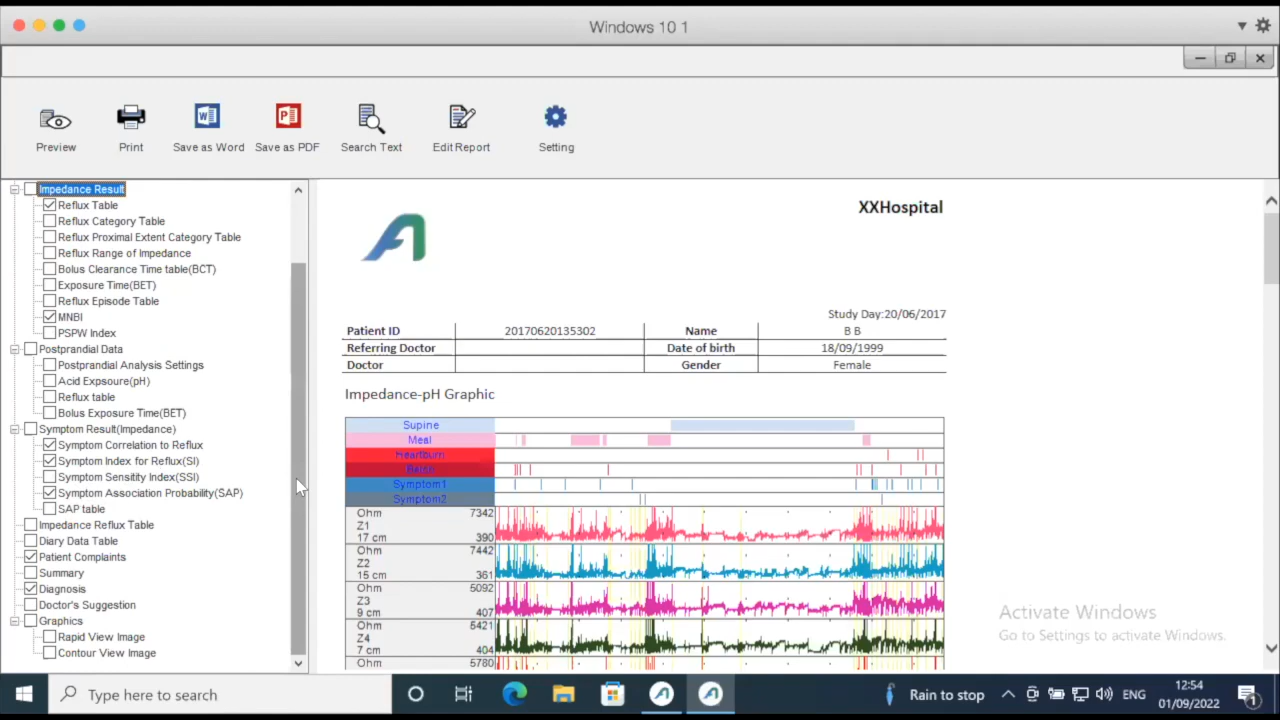 Windows 10 1
Preview
Print
Save as Word
Save as PDF
Search Text
Edit Report
Setting
Impedance Result
Reflux Table
Reflux Category Table
Reflux Proximal Extent Category Table
Reflux Range of Impedance
Bolus Clearance Time table(BCT)
Exposure Time(BET)
Reflux Episode Table
MNBI
PSPW Index
Postprandial Data
Postprandial Analysis Settings
Acid Expsoure(pH)
Reflux table
Bolus Exposure Time(BET)
Symptom Result(Impedance)
Symptom Correlation to Reflux
Symptom Index for Reflux(SI)
Symptom Sensity Index(SSI)
Symptom Association Probability(SAP)
SAP table
Impedance Reflux Table
Diary Data Table
Patient Complaints
Summary
Diagnosis
Doctor's Suggestion
Graphics
Rapid View Image
Contour View Image
XXHospital
Study Day:20/06/2017
Patient ID 20170620135302 Name B B
Referring Doctor Date of birth 18/09/1999
Doctor Gender Female
Impedance-pH Graphic
Supine
Meal
Heartburn
Belch
Symptom1
Symptom2
Ohm 7342
Z1
17 cm 390
Ohm 7442
Z2
15 cm 361
Ohm 5092
Z3
9 cm 407
Ohm 5421
Z4
7 cm 404
Ohm 5780
Activate Windows
Go to Settings to activate Windows.
Type here to search
Rain to stop
ENG
12:54
01/09/2022
1